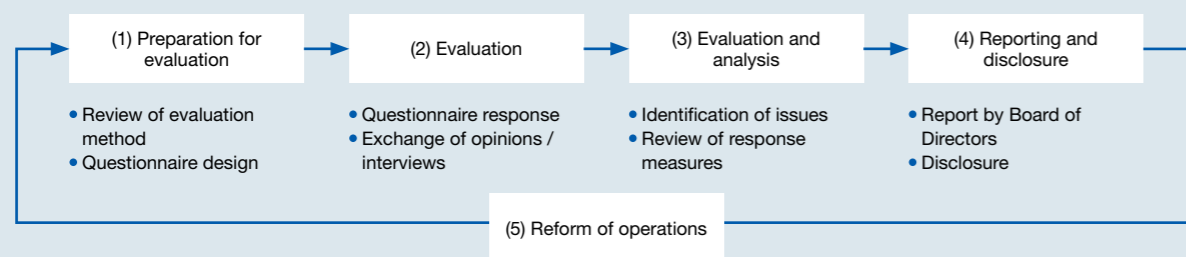 (1) Preparation for
evaluation
(2) Evaluation
(3) Evaluation and
analysis
(4) Reporting and
disclosure
• Review of evaluation
method
• Questionnaire design
• Questionnaire response
• Exchange of opinions /
interviews
• Identification of issues
• Review of response
measures
• Report by Board of
Directors
• Disclosure
(5) Reform of operations